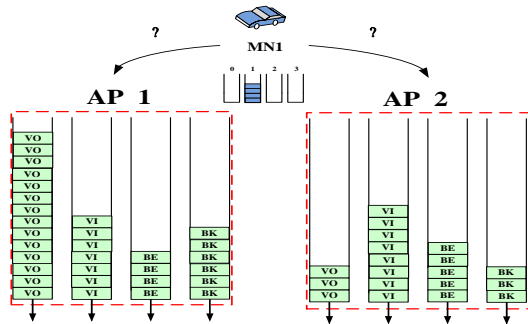 ? ?
MN1
0 1 2 3
AP 1 AP 2
VO
VO
VO
VO
VO
VO
VO VI
VO VI VI
VO VI BK VI
VO VI BK VI BE
VO VI BE BK VI BE
VO VI BE BK VO VI BE BK
VO VI BE BK VO VI BE BK
VO VI BE BK VO VI BE BK